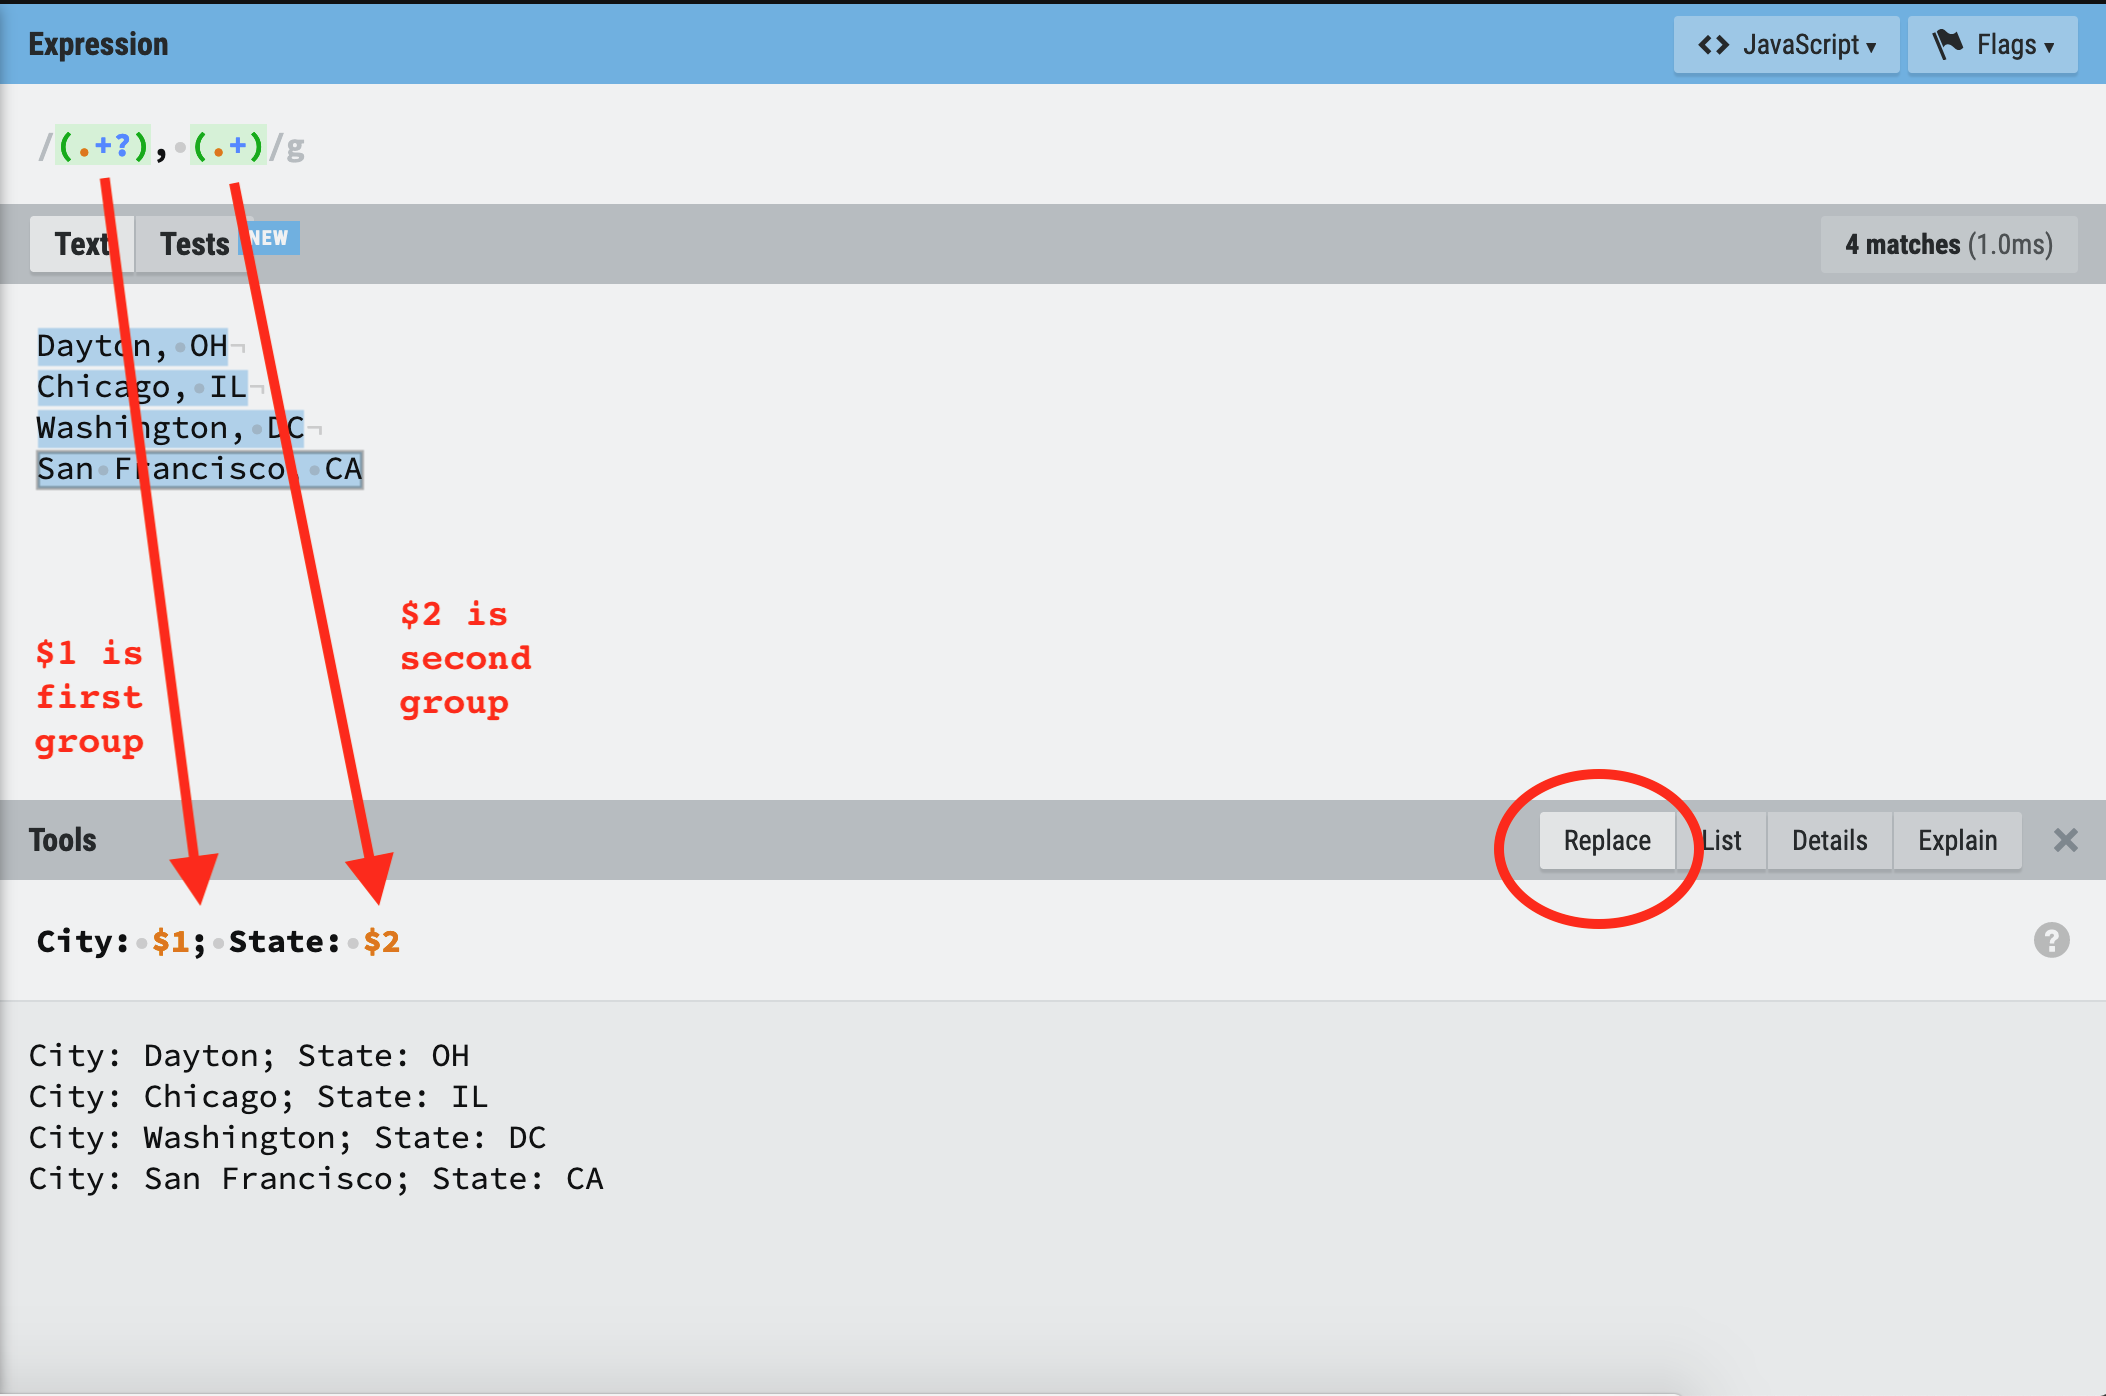 Expression
JavaScript ▾
Flags ▾
/(.+?), (.+)/g
Text
Tests
NEW
4 matches (1.0ms)
Dayton, OH
Chicago, IL
Washington, DC
San Francisco, CA
$1 is
first
group
$2 is
second
group
Tools
Replace
List
Details
Explain
City: $1; State: $2
?
City: Dayton; State: OH
City: Chicago; State: IL
City: Washington; State: DC
City: San Francisco; State: CA